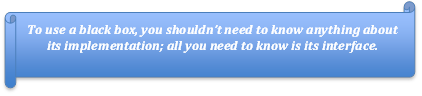 To use a black box, you shouldn't need to know anything about
its implementation; all you need to know is its interface.